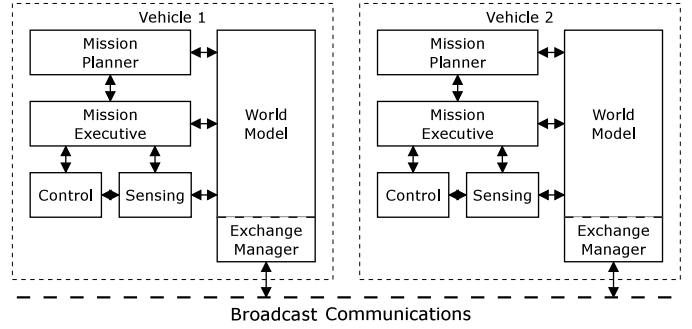 Vehicle 1
Mission
Planner
Mission
Executive
World
Model
Control
Sensing
Exchange
Manager
Vehicle 2
Mission
Planner
Mission
Executive
World
Model
Control
Sensing
Exchange
Manager
Broadcast Communications